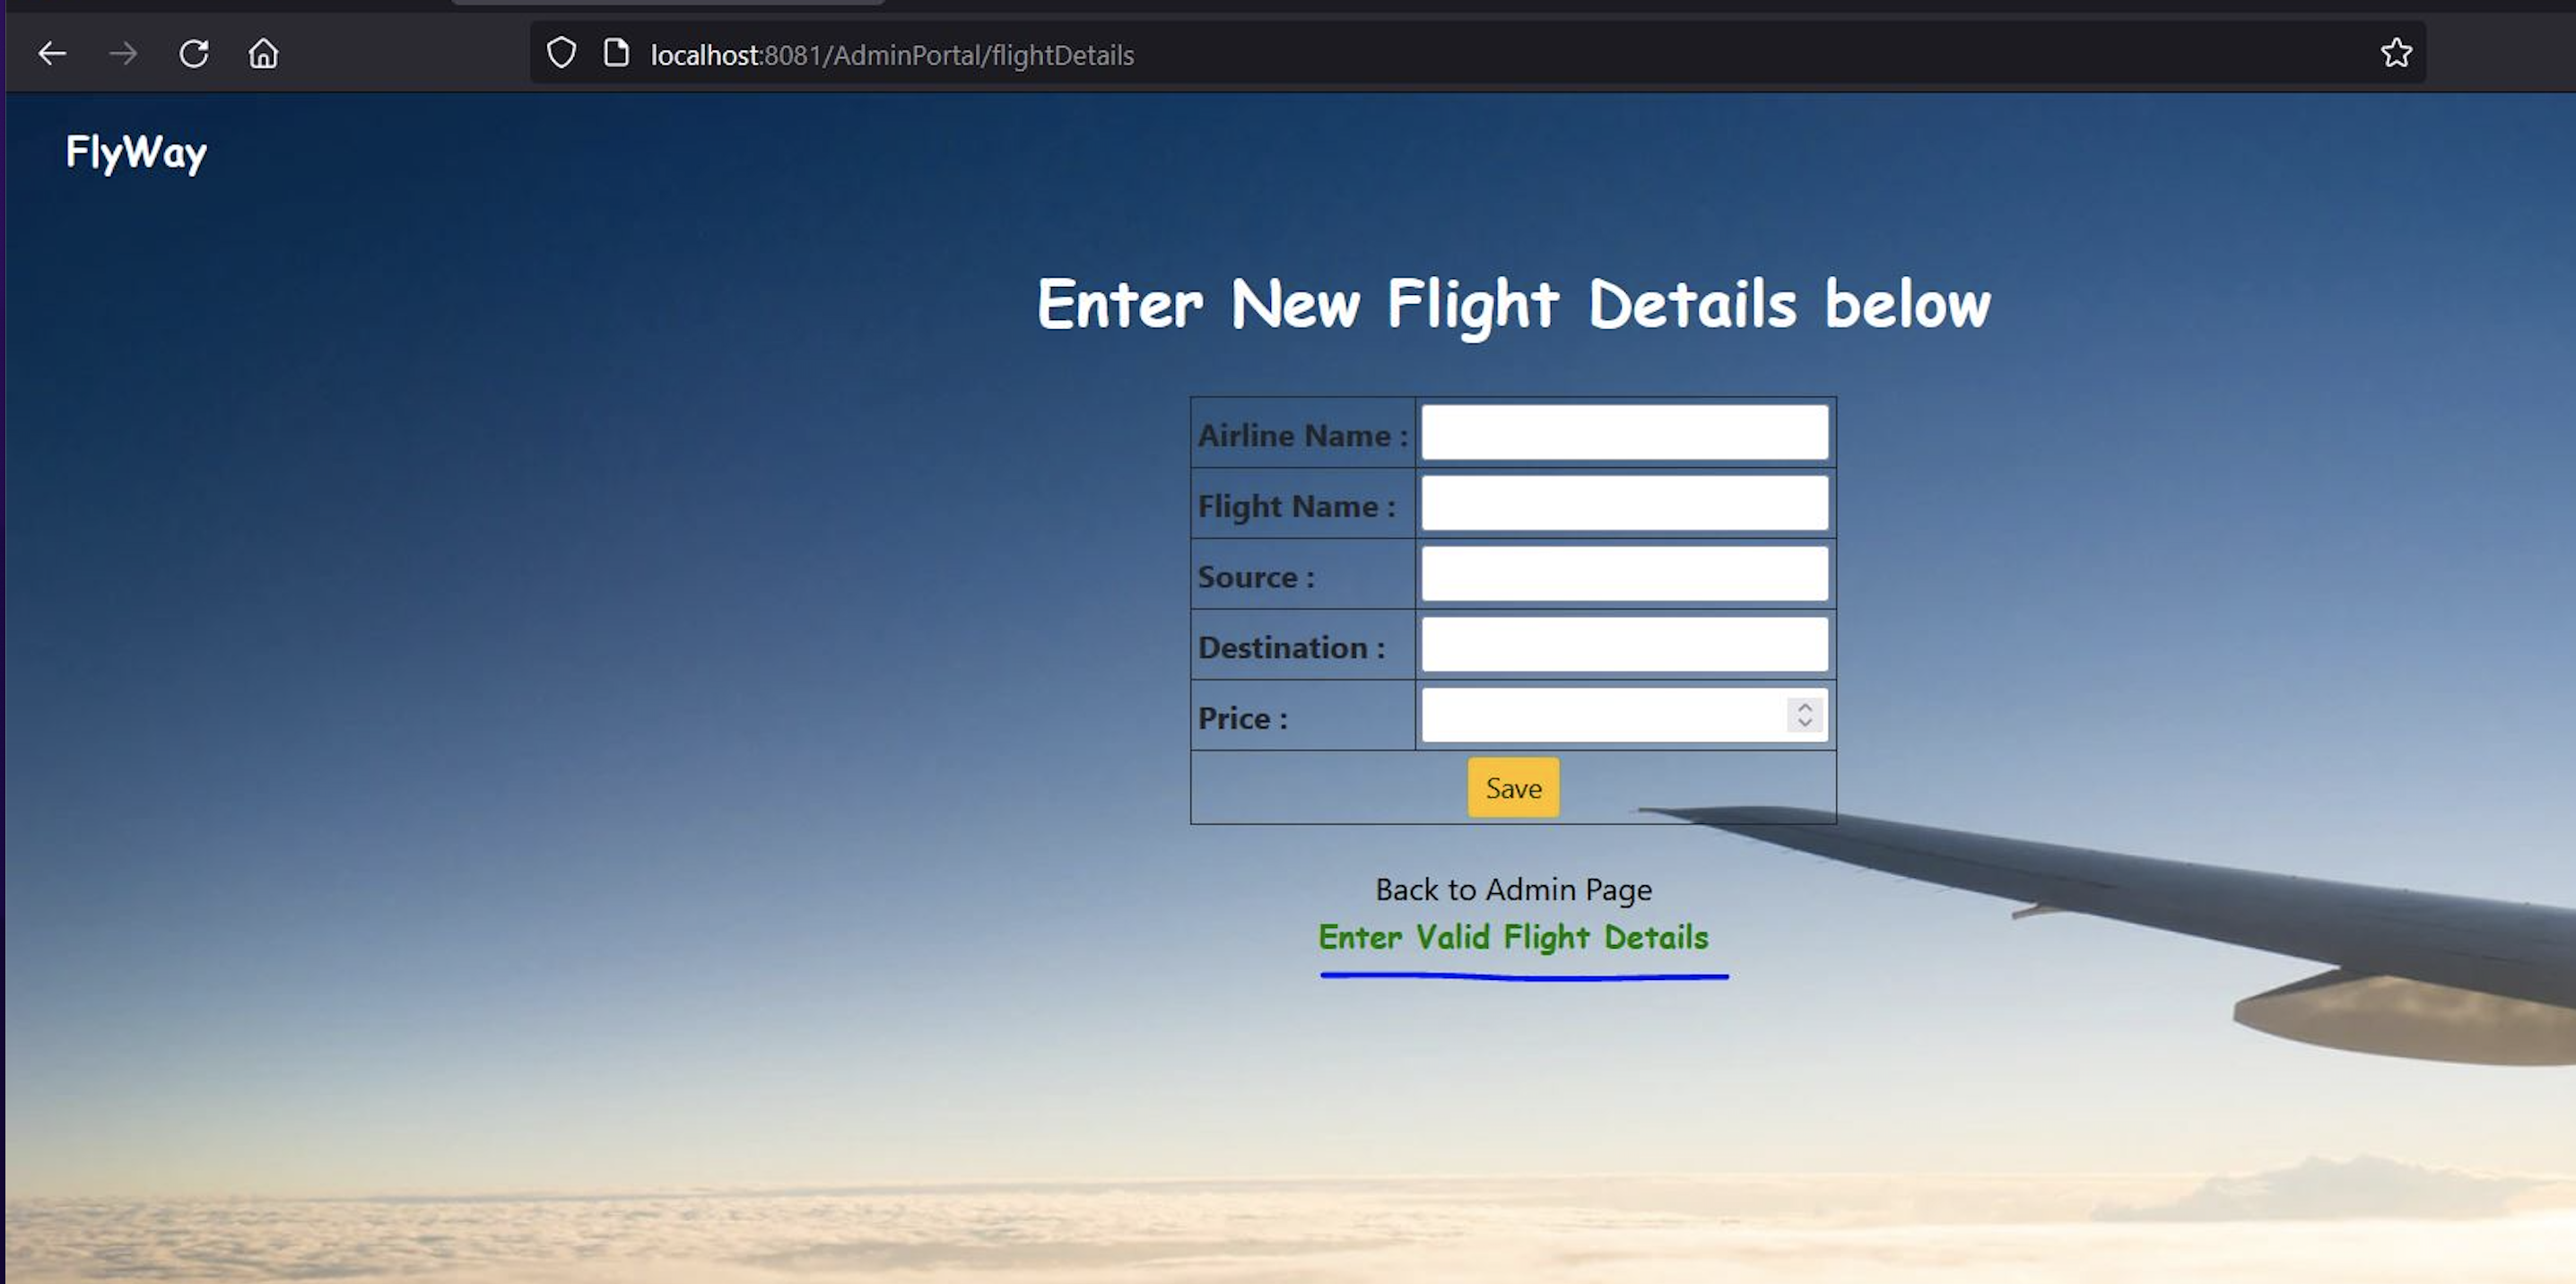 localhost:8081/AdminPortal/flightDetails
FlyWay
Enter New Flight Details below
Airline Name :
Flight Name :
Source :
Destination :
Price :
Save
Back to Admin Page
Enter Valid Flight Details